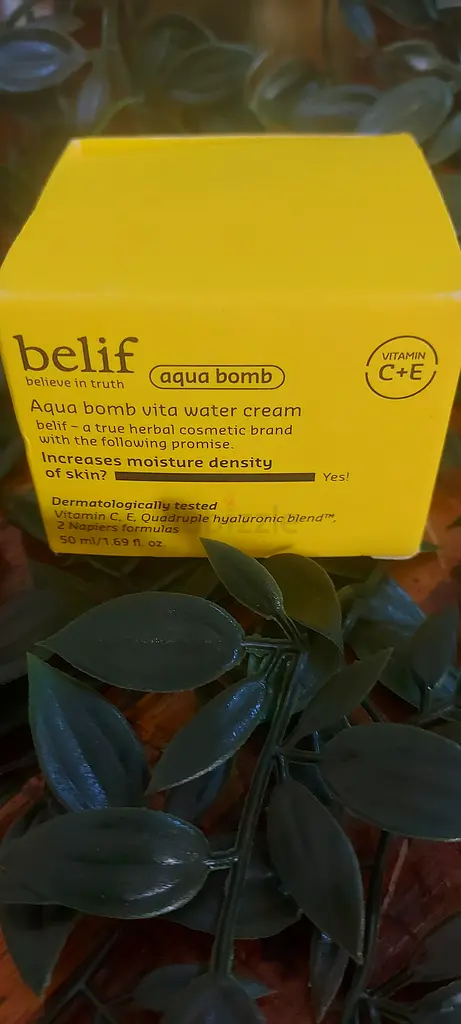 belif
believe in truth
aqua bomb
VITAMIN
C+E
Aqua bomb vita water cream
belif – a true herbal cosmetic brand
with the following promise.
Increases moisture density
of skin? Yes!
Dermatologically tested
Vitamin C, E, Quadruple hyaluronic blend™,
2 Napiers formulas
50 ml/1.69 fl. oz.